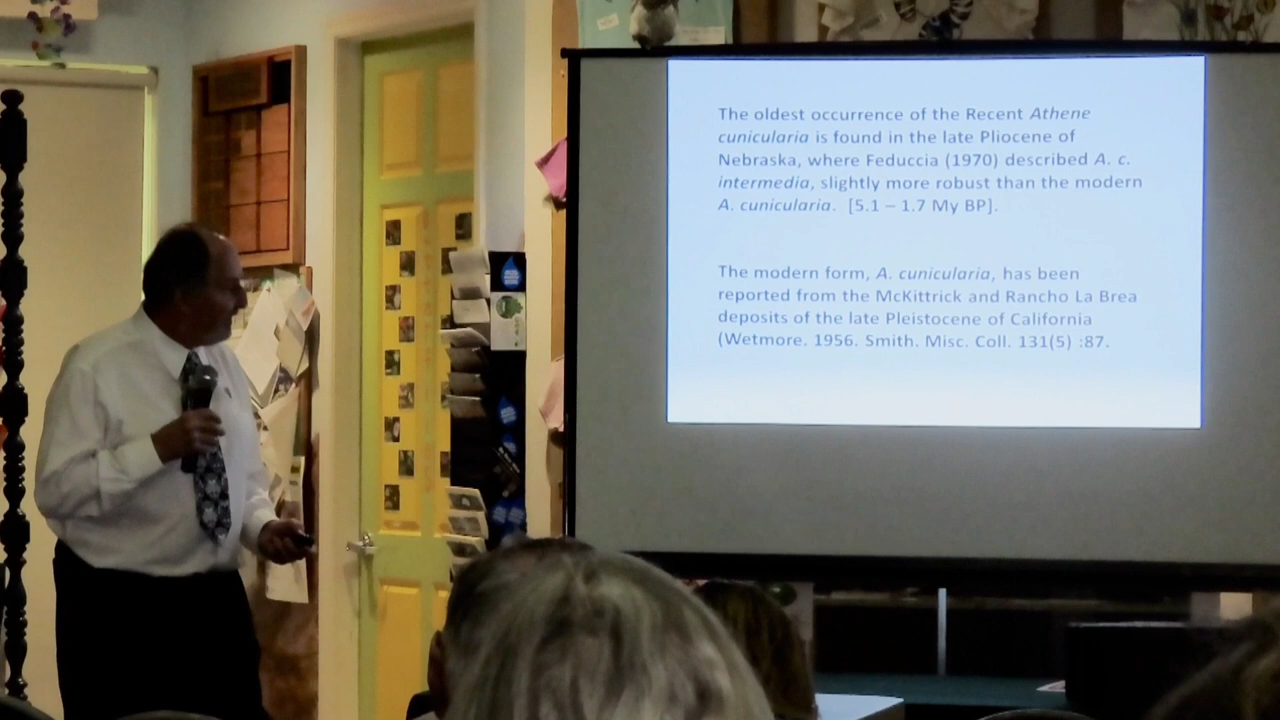 The oldest occurrence of the Recent Athene
cunicularia is found in the late Pliocene of
Nebraska, where Feduccia (1970) described A. c.
intermedia, slightly more robust than the modern
A. cunicularia. [5.1 – 1.7 My BP].
The modern form, A. cunicularia, has been
reported from the McKittrick and Rancho La Brea
deposits of the late Pleistocene of California
(Wetmore. 1956. Smith. Misc. Coll. 131(5) :87.